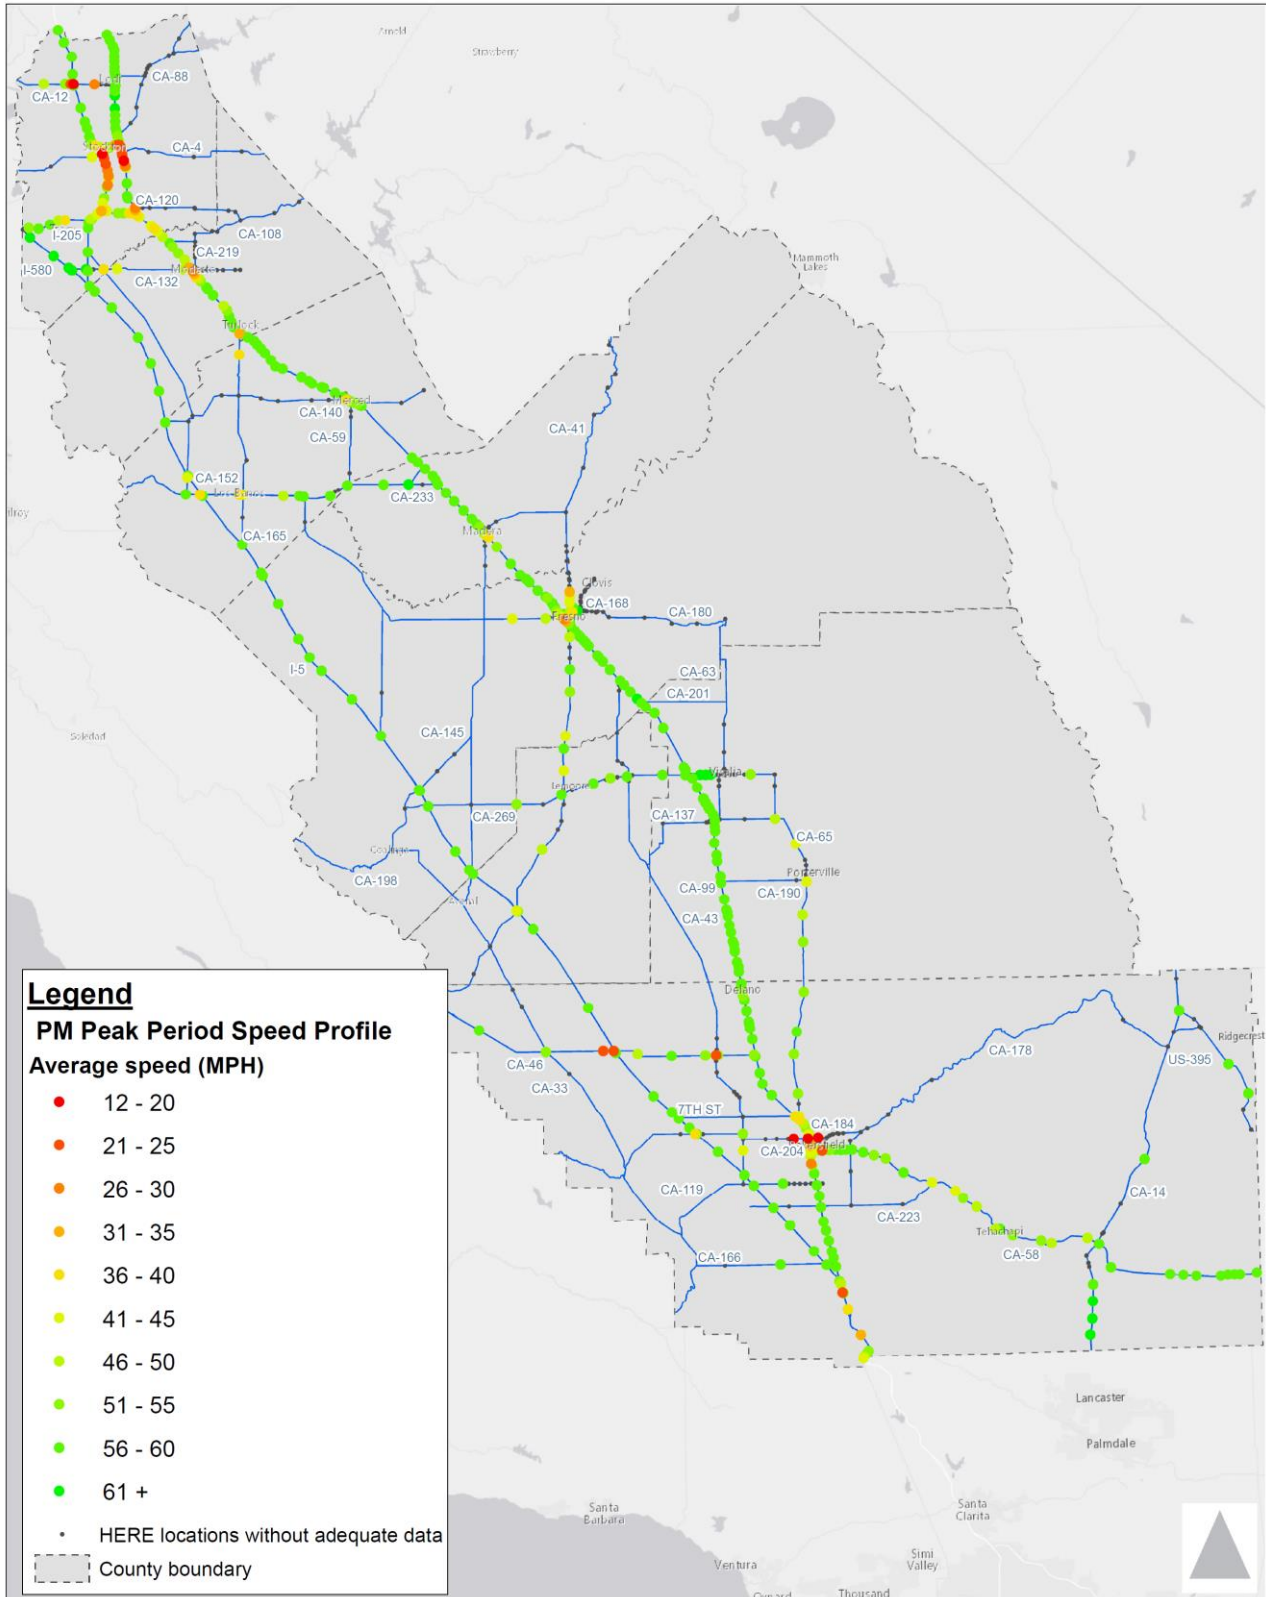 Arnold
Strawberry
Lodi
CA-88
CA-12
Stockton
CA-4
CA-120
CA-108
Tracy
I-205
CA-219
I-580
Modesto
CA-132
Mammoth
Lakes
Turlock
CA-140
Merced
CA-59
CA-41
CA-152
Los Banos
CA-233
ilroy
CA-165
Madera
Clovis
CA-168
Fresno
CA-180
I-5
CA-63
CA-201
Soledad
CA-145
Visalia
Lemoore
CA-269
CA-137
CA-65
Coalinga
CA-198
Porterville
CA-99
CA-190
Avenal
CA-43
Delano
Ridgecrest
CA-178
US-395
CA-46
CA-33
7TH ST
CA-184
CA-204
CA-119
CA-14
CA-223
Tehachapi
CA-58
CA-166
Legend
PM Peak Period Speed Profile
Average speed (MPH)
12 - 20
21 - 25
26 - 30
31 - 35
36 - 40
41 - 45
46 - 50
51 - 55
56 - 60
61 +
HERE locations without adequate data
County boundary
Lancaster
Palmdale
Santa
Barbara
Santa
Clarita
Ventura
Simi
Valley
Oxnard
Thousand